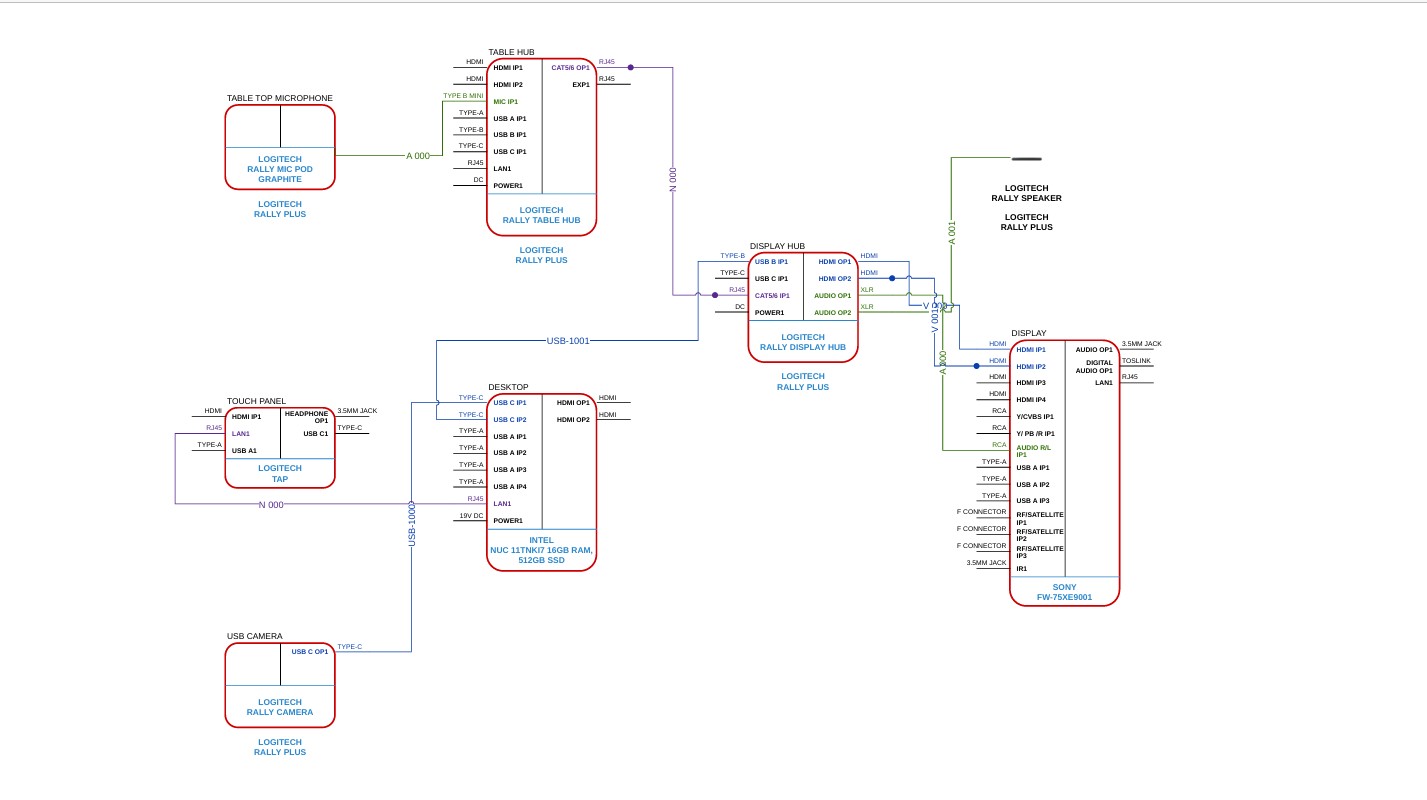 TABLE HUB
HDMI HDMI IP1 CAT5/6 OP1 RJ45
HDMI HDMI IP2 EXP1 RJ45
TYPE B MINI MIC IP1
TYPE-A USB A IP1
TYPE-B USB B IP1
TYPE-C USB C IP1
RJ45 LAN1
DC POWER1
LOGITECH
RALLY TABLE HUB
LOGITECH
RALLY PLUS
TABLE TOP MICROPHONE
LOGITECH
RALLY MIC POD
GRAPHITE
LOGITECH
RALLY PLUS
A 000
N 000
LOGITECH
RALLY SPEAKER
LOGITECH
RALLY PLUS
A 001
DISPLAY HUB
TYPE-B USB B IP1 HDMI OP1 HDMI
TYPE-C USB C IP1 HDMI OP2 HDMI
RJ45 CAT5/6 IP1 AUDIO OP1 XLR
DC POWER1 AUDIO OP2 XLR
LOGITECH
RALLY DISPLAY HUB
LOGITECH
RALLY PLUS
V 001
A 000
USB-1001
DISPLAY
HDMI HDMI IP1 AUDIO OP1 3.5MM JACK
HDMI HDMI IP2 DIGITAL
AUDIO OP1 TOSLINK
HDMI HDMI IP3 LAN1 RJ45
HDMI HDMI IP4
RCA Y/CVBS IP1
RCA Y/ PB /R IP1
RCA AUDIO R/L
IP1
TYPE-A USB A IP1
TYPE-A USB A IP2
TYPE-A USB A IP3
F CONNECTOR RF/SATELLITE
IP1
F CONNECTOR RF/SATELLITE
IP2
F CONNECTOR RF/SATELLITE
IP3
3.5MM JACK IR1
SONY
FW-75XE9001
DESKTOP
TYPE-C USB C IP1 HDMI OP1 HDMI
TYPE-C USB C IP2 HDMI OP2 HDMI
TYPE-A USB A IP1
TYPE-A USB A IP2
TYPE-A USB A IP3
TYPE-A USB A IP4
RJ45 LAN1
19V DC POWER1
INTEL
NUC 11TNKI7 16GB RAM,
512GB SSD
TOUCH PANEL
HDMI HDMI IP1 HEADPHONE
OP1 3.5MM JACK
RJ45 LAN1 USB C1 TYPE-C
TYPE-A USB A1
LOGITECH
TAP
N 000
USB-1000
USB CAMERA
USB C OP1 TYPE-C
LOGITECH
RALLY CAMERA
LOGITECH
RALLY PLUS